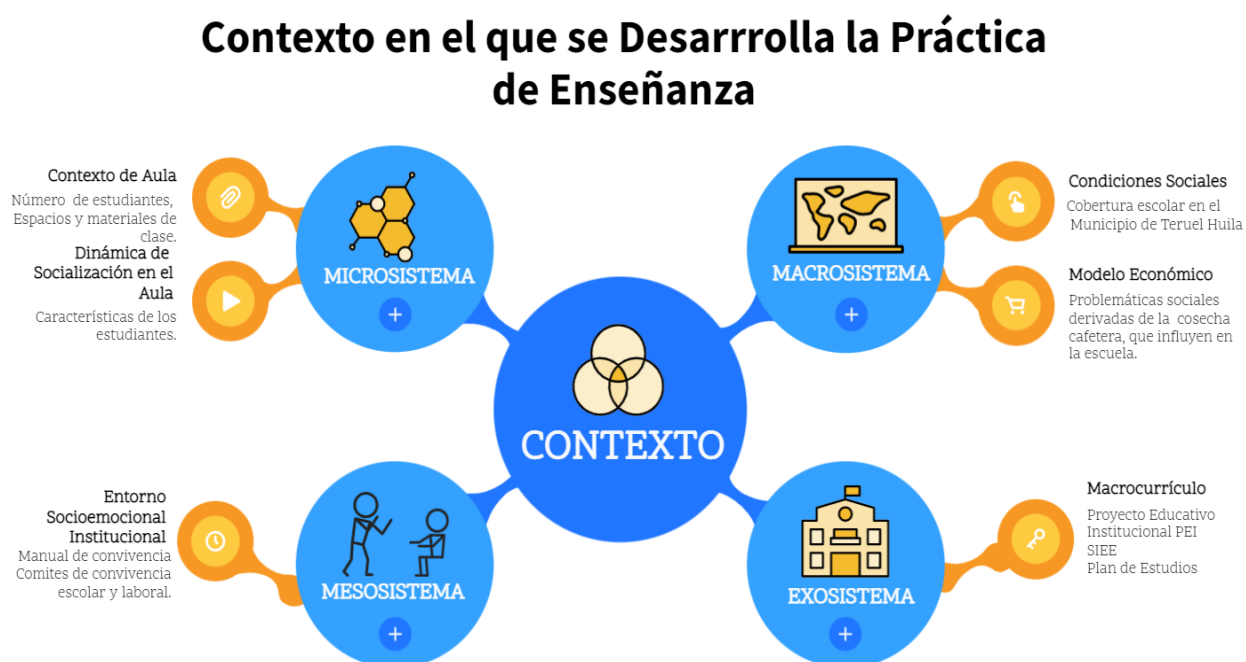 Contexto en el que se Desarrrolla la Práctica
de Enseñanza
Contexto de Aula
Número de estudiantes,
Espacios y materiales de
clase.
Dinámica de
Socialización en el
Aula
Características de los
estudiantes.
MICROSISTEMA
MACROSISTEMA
Condiciones Sociales
Cobertura escolar en el
Municipio de Teruel Huila
Modelo Económico
Problemáticas sociales
derivadas de la cosecha
cafetera, que influyen en
la escuela.
CONTEXTO
Entorno
Socioemocional
Institucional
Manual de convivencia
Comites de convivencia
escolar y laboral.
MESOSISTEMA
EXOSISTEMA
Macrocurrículo
Proyecto Educativo
Institucional PEI
SIEE
Plan de Estudios